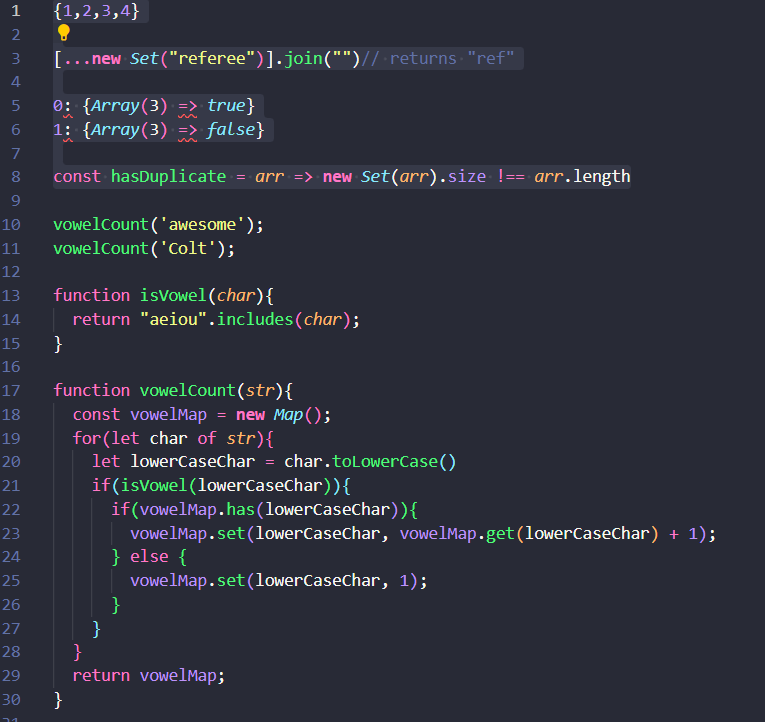 1 {1,2,3,4}
2
3 [...new Set("referee")].join("")// returns "ref"
4
5 0: {Array(3) => true}
6 1: {Array(3) => false}
7
8 const hasDuplicate = arr => new Set(arr).size !== arr.length
9
10 vowelCount('awesome');
11 vowelCount('Colt');
12
13 function isVowel(char){
14   return "aeiou".includes(char);
15 }
16
17 function vowelCount(str){
18   const vowelMap = new Map();
19   for(let char of str){
20     let lowerCaseChar = char.toLowerCase()
21     if(isVowel(lowerCaseChar)){
22       if(vowelMap.has(lowerCaseChar)){
23         vowelMap.set(lowerCaseChar, vowelMap.get(lowerCaseChar) + 1);
24       } else {
25         vowelMap.set(lowerCaseChar, 1);
26       }
27     }
28   }
29   return vowelMap;
30 }